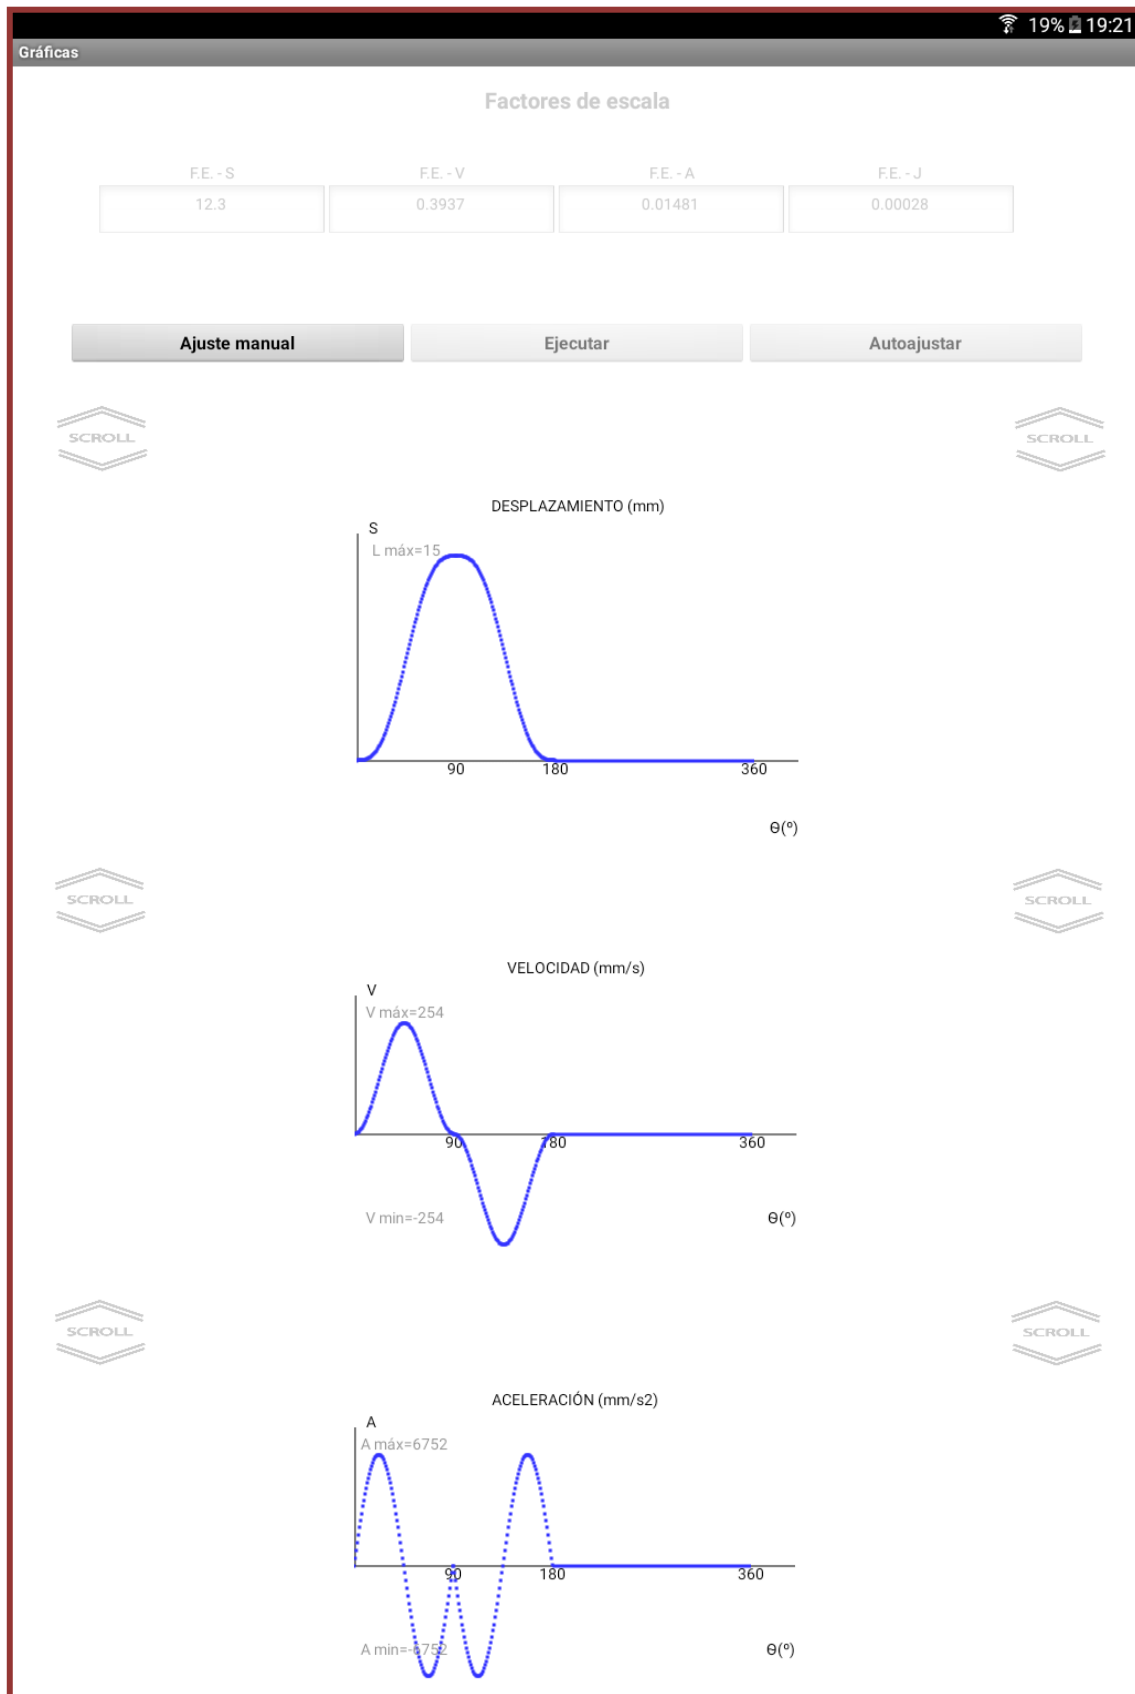 19% 19:21
Gráficas
Factores de escala
F.E. - S F.E. - V F.E. - A F.E. - J
12.3 0.3937 0.01481 0.00028
Ajuste manual Ejecutar Autoajustar
SCROLL SCROLL
DESPLAZAMIENTO (mm)
S
L máx=15
90 180 360
Θ(º)
SCROLL SCROLL
VELOCIDAD (mm/s)
V
V máx=254
90 180 360
V min=-254 Θ(º)
SCROLL SCROLL
ACELERACIÓN (mm/s2)
A
A máx=6752
90 180 360
A min=-6752 Θ(º)